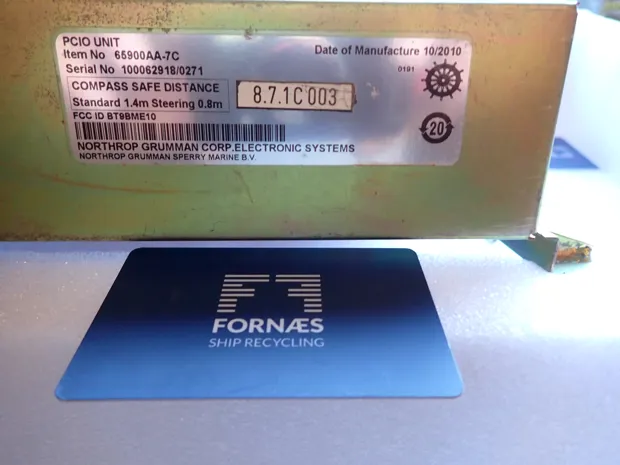 PCIO UNIT
Item No 65900AA-7C
Serial No 100062918/0271
Date of Manufacture 10/2010
0191
COMPASS SAFE DISTANCE
Standard 1.4m Steering 0.8m
8.7.1C 003
FCC ID BT9BME10
20
NORTHROP GRUMMAN CORP.ELECTRONIC SYSTEMS
NORTHROP GRUMMAN SPERRY MARINE B.V.
FORNÆS
SHIP RECYCLING